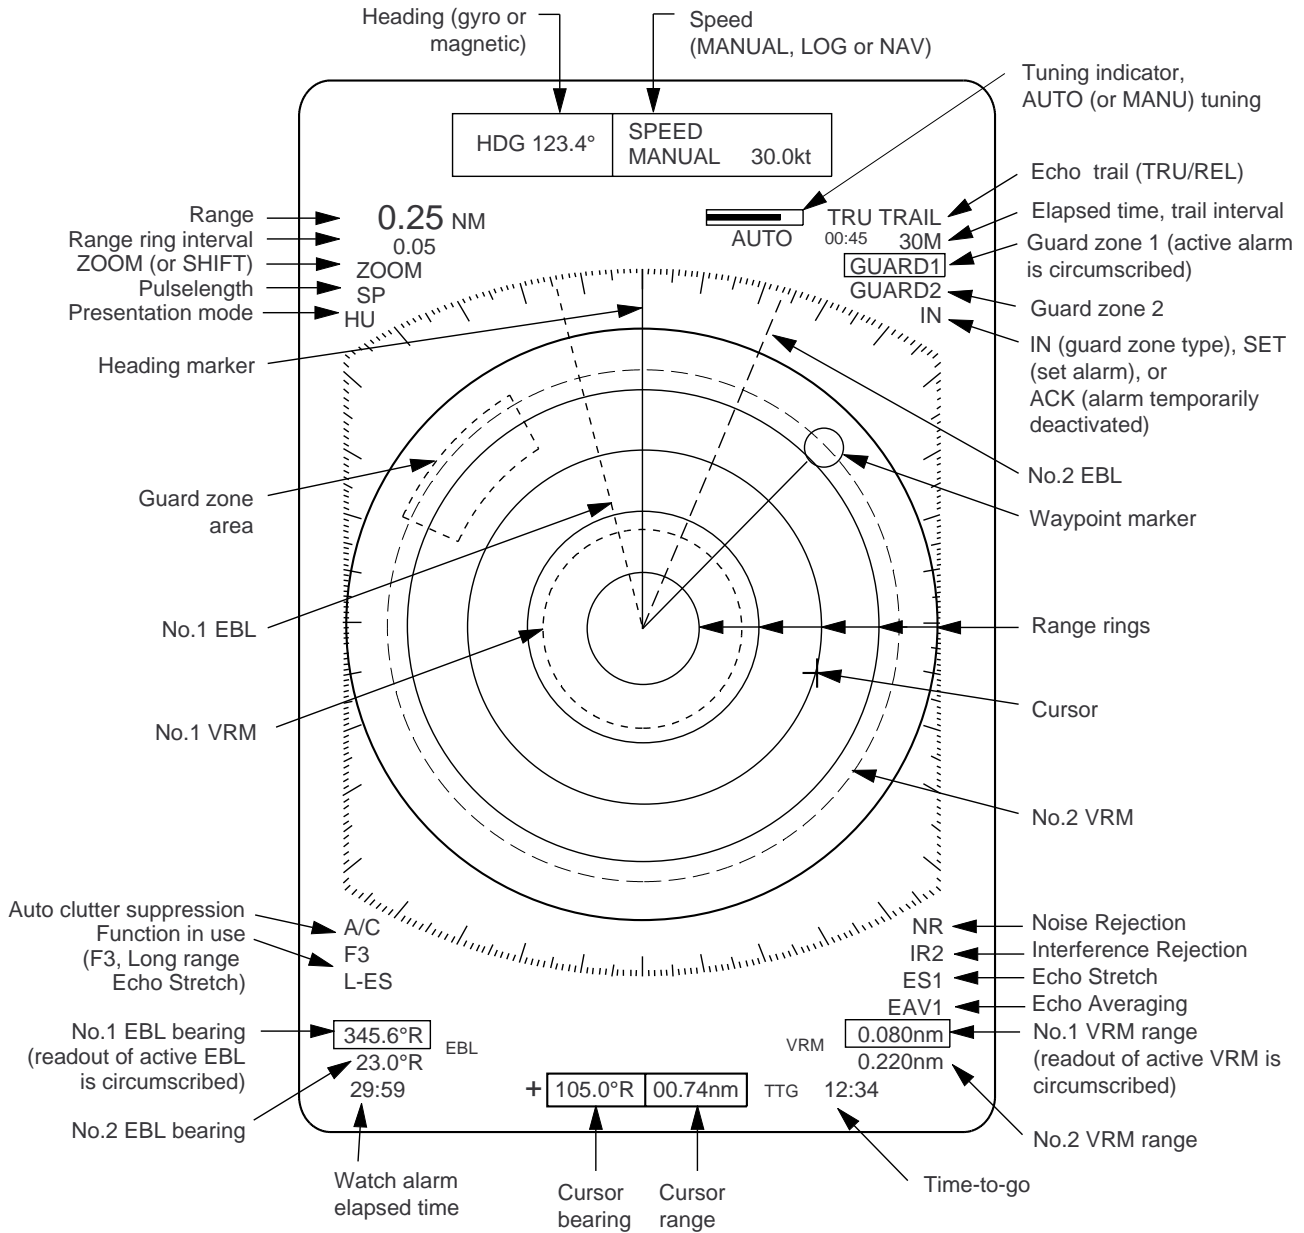 Heading (gyro or
magnetic)
Speed
(MANUAL, LOG or NAV)
Tuning indicator,
AUTO (or MANU) tuning
HDG 123.4°
SPEED
MANUAL 30.0kt
Echo trail (TRU/REL)
Elapsed time, trail interval
Guard zone 1 (active alarm
is circumscribed)
Guard zone 2
IN (guard zone type), SET
(set alarm), or
ACK (alarm temporarily
deactivated)
Range
Range ring interval
ZOOM (or SHIFT)
Pulselength
Presentation mode
0.25 NM
0.05
ZOOM
SP
HU
AUTO
TRU TRAIL
00:45 30M
GUARD1
GUARD2
IN
Heading marker
Guard zone
area
No.1 EBL
No.1 VRM
No.2 EBL
Waypoint marker
Range rings
Cursor
No.2 VRM
Auto clutter suppression
Function in use
(F3, Long range
Echo Stretch)
A/C
F3
L-ES
NR
IR2
ES1
EAV1
Noise Rejection
Interference Rejection
Echo Stretch
Echo Averaging
No.1 EBL bearing
(readout of active EBL
is circumscribed)
No.2 EBL bearing
345.6°R
EBL
23.0°R
29:59
+ 105.0°R 00.74nm
VRM
0.080nm
0.220nm
TTG 12:34
No.1 VRM range
(readout of active VRM is
circumscribed)
No.2 VRM range
Watch alarm
elapsed time
Cursor
bearing
Cursor
range
Time-to-go